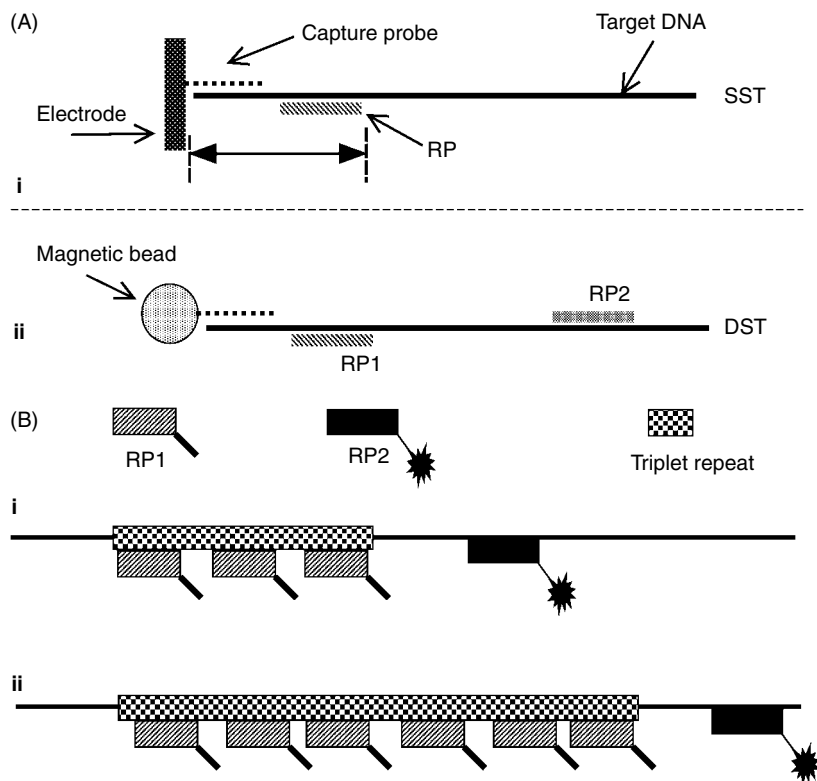 (A)
Capture probe
Target DNA
SST
Electrode
RP
i
Magnetic bead
RP2
ii
DST
RP1
(B)
RP1
RP2
Triplet repeat
i
ii